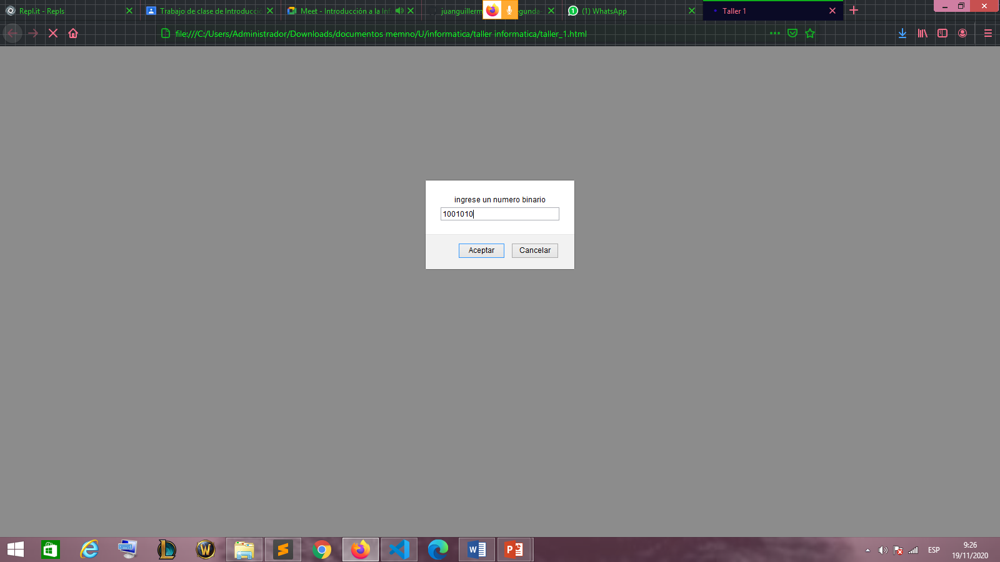 Repl.it - Repls
Trabajo de clase de Introducci
Meet - Introducción a la Inf
juanguillerm
egunda-
1
(1) WhatsApp
Taller 1
file:///C:/Users/Administrador/Downloads/documentos memno/U/informatica/taller informatica/taller_1.html
ingrese un numero binario
1001010
Aceptar
Cancelar
ESP
9:26
19/11/2020